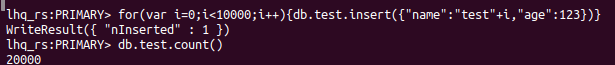 lhq_rs:PRIMARY> for(var i=0;i<10000;i++){db.test.insert({"name":"test"+i,"age":123})}
WriteResult({ "nInserted" : 1 })
lhq_rs:PRIMARY> db.test.count()
20000